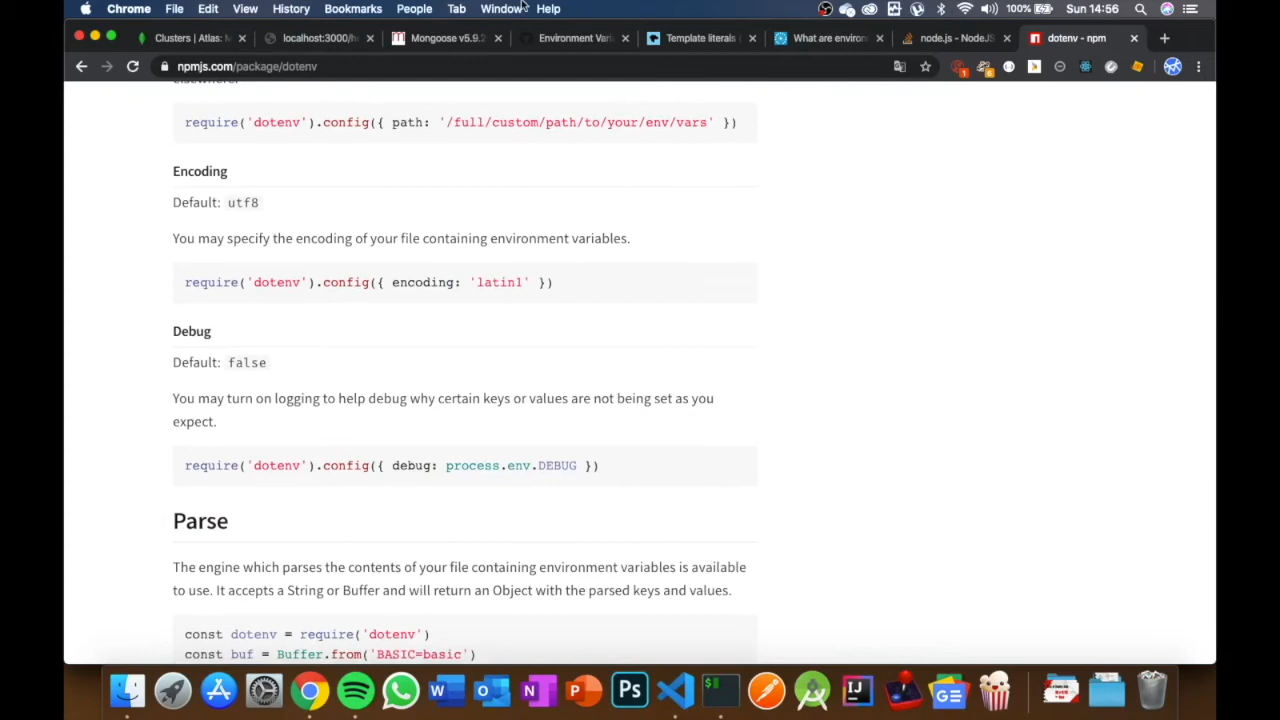 Chrome File Edit View History Bookmarks People Tab Window Help 100% Sun 14:56
Clusters | Atlas: M localhost:3000/h Mongoose v5.9.2 Environment Vari Template literals ( What are environ node.js - NodeJS dotenv - npm
npmjs.com/package/dotenv
elsewhere.
require('dotenv').config({ path: '/full/custom/path/to/your/env/vars' })
Encoding
Default: utf8
You may specify the encoding of your file containing environment variables.
require('dotenv').config({ encoding: 'latin1' })
Debug
Default: false
You may turn on logging to help debug why certain keys or values are not being set as you
expect.
require('dotenv').config({ debug: process.env.DEBUG })
Parse
The engine which parses the contents of your file containing environment variables is available
to use. It accepts a String or Buffer and will return an Object with the parsed keys and values.
const dotenv = require('dotenv')
const buf = Buffer.from('BASIC=basic')